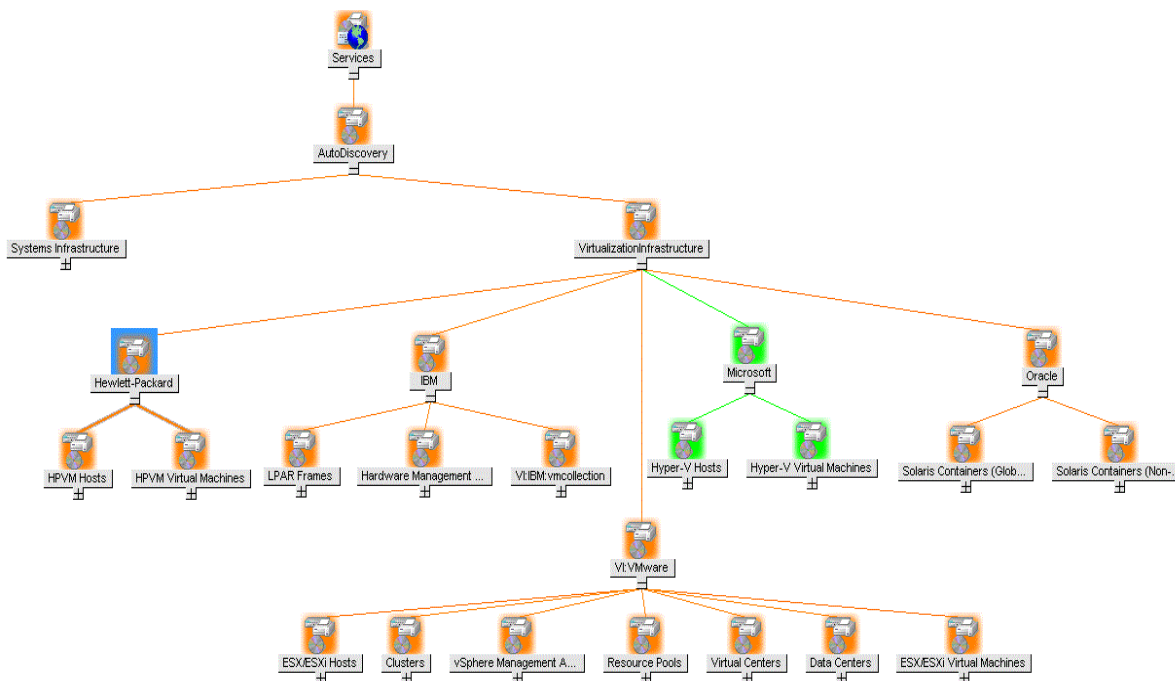 Services
AutoDiscovery
Systems Infrastructure
VirtualizationInfrastructure
Hewlett-Packard
IBM
Microsoft
Oracle
HPVM Hosts
HPVM Virtual Machines
LPAR Frames
Hardware Management ...
VI:IBM:vmcollection
Hyper-V Hosts
Hyper-V Virtual Machines
Solaris Containers (Glob...
Solaris Containers (Non-...
VI:VMware
ESX/ESXi Hosts
Clusters
vSphere Management A...
Resource Pools
Virtual Centers
Data Centers
ESX/ESXi Virtual Machines